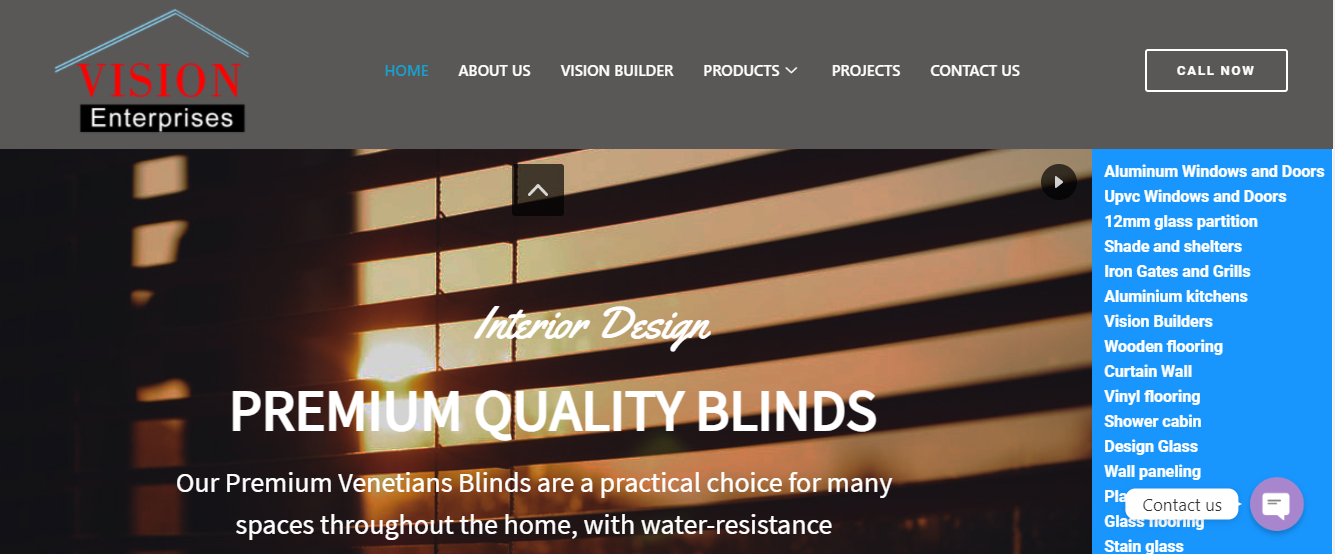 VISION
Enterprises
HOME
ABOUT US
VISION BUILDER
PRODUCTS
PROJECTS
CONTACT US
CALL NOW
Interior Design
PREMIUM QUALITY BLINDS
Our Premium Venetians Blinds are a practical choice for many
spaces throughout the home, with water-resistance
Aluminum Windows and Doors
Upvc Windows and Doors
12mm glass partition
Shade and shelters
Iron Gates and Grills
Aluminium kitchens
Vision Builders
Wooden flooring
Curtain Wall
Vinyl flooring
Shower cabin
Design Glass
Wall paneling
Contact us
Glass flooring
Stain glass